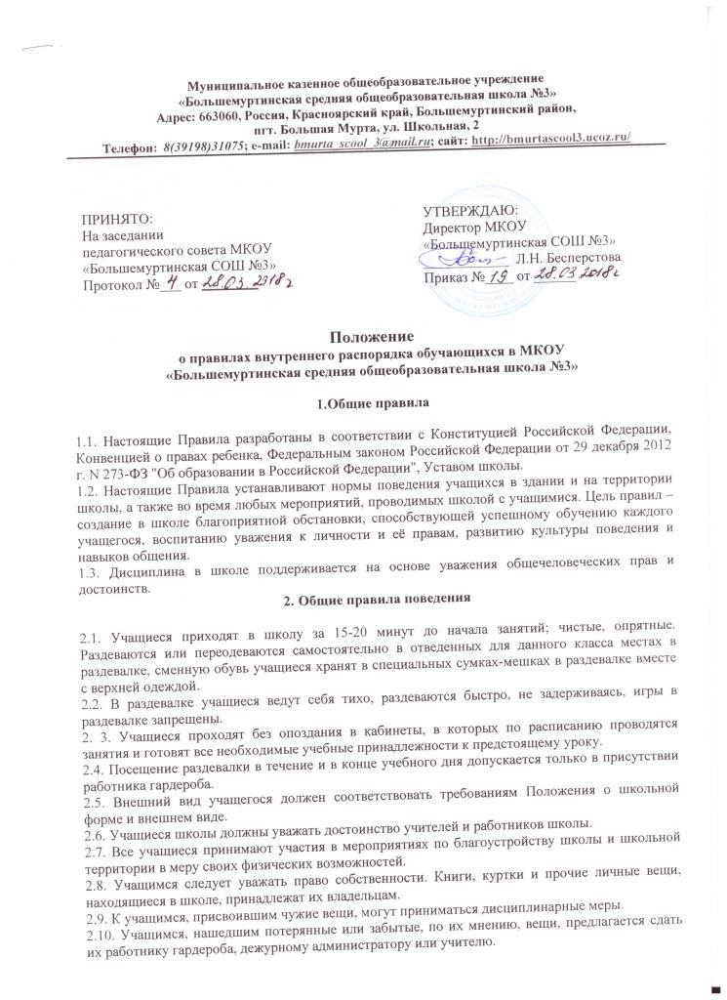 Муниципальное казенное общеобразовательное учреждение
«Большемуртинская средняя общеобразовательная школа №3»
Адрес: 663060, Россия, Красноярский край, Большемуртинский район,
пгт. Большая Мурта, ул. Школьная, 2
Телефон: 8(39198)31075; e-mail: bmurta_scool_3@mail.ru; сайт: http://bmurtascool3.ucoz.ru/
ПРИНЯТО:
На заседании
педагогического совета МКОУ
«Большемуртинская СОШ №3»
Протокол № 4 от 28.03.2018г
УТВЕРЖДАЮ:
Директор МКОУ
«Большемуртинская СОШ №3»
Л.Н. Бесперстова
Приказ № 19 от 28.03 2018г
Положение
о правилах внутреннего распорядка обучающихся в МКОУ
«Большемуртинская средняя общеобразовательная школа №3»
1.Общие правила
1.1. Настоящие Правила разработаны в соответствии с Конституцией Российской Федерации,
Конвенцией о правах ребенка, Федеральным законом Российской Федерации от 29 декабря 2012
г. N 273-ФЗ "Об образовании в Российской Федерации", Уставом школы.
1.2. Настоящие Правила устанавливают нормы поведения учащихся в здании и на территории
школы, а также во время любых мероприятий, проводимых школой с учащимися. Цель правил –
создание в школе благоприятной обстановки, способствующей успешному обучению каждого
учащегося, воспитанию уважения к личности и её правам, развитию культуры поведения и
навыков общения.
1.3. Дисциплина в школе поддерживается на основе уважения общечеловеческих прав и
достоинств.
2. Общие правила поведения
2.1. Учащиеся приходят в школу за 15-20 минут до начала занятий; чистые, опрятные.
Раздеваются или переодеваются самостоятельно в отведенных для данного класса местах в
раздевалке, сменную обувь учащиеся хранят в специальных сумках-мешках в раздевалке вместе
с верхней одеждой.
2.2. В раздевалке учащиеся ведут себя тихо, раздеваются быстро, не задерживаясь, игры в
раздевалке запрещены.
2. 3. Учащиеся проходят без опоздания в кабинеты, в которых по расписанию проводятся
занятия и готовят все необходимые учебные принадлежности к предстоящему уроку.
2.4. Посещение раздевалки в течение и в конце учебного дня допускается только в присутствии
работника гардероба.
2.5. Внешний вид учащегося должен соответствовать требованиям Положения о школьной
форме и внешнем виде.
2.6. Учащиеся школы должны уважать достоинство учителей и работников школы.
2.7. Все учащиеся принимают участия в мероприятиях по благоустройству школы и школьной
территории в меру своих физических возможностей.
2.8. Учащимся следует уважать право собственности. Книги, куртки и прочие личные вещи,
находящиеся в школе, принадлежат их владельцам.
2.9. К учащимся, присвоившим чужие вещи, могут приниматься дисциплинарные меры.
2.10. Учащимся, нашедшим потерянные или забытые, по их мнению, вещи, предлагается сдать
их работнику гардероба, дежурному администратору или учителю.